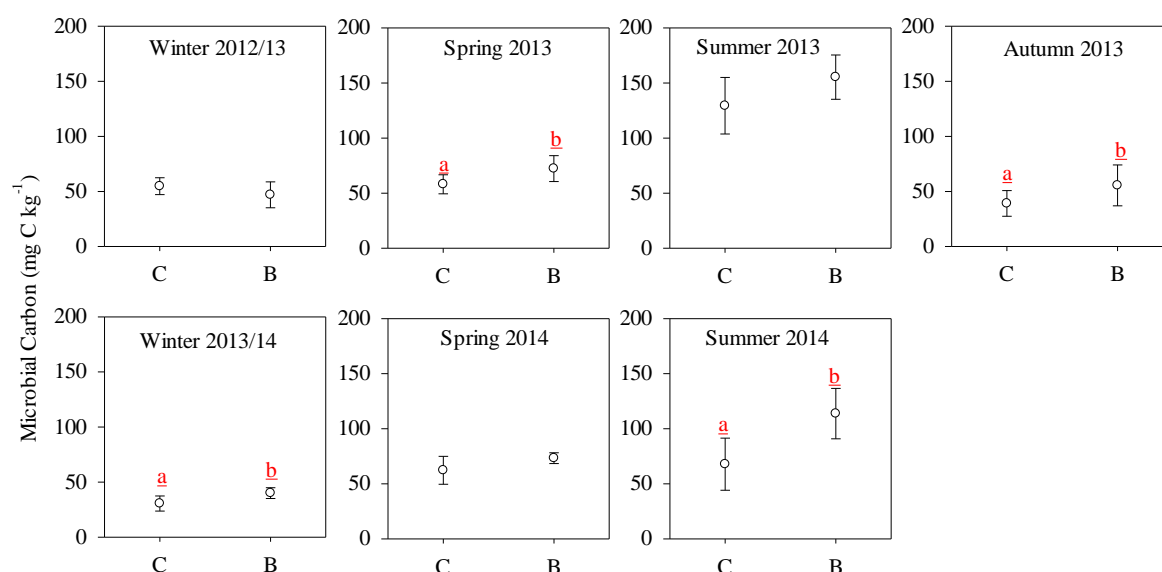 Microbial Carbon (mg C kg⁻¹)
Winter 2012/13
200
150
100
50
0
C B
Spring 2013
200
150
100
50
0
a
b
C B
Summer 2013
200
150
100
50
0
C B
Autumn 2013
200
150
100
50
0
a
b
C B
Winter 2013/14
200
150
100
50
0
a
b
C B
Spring 2014
200
150
100
50
0
C B
Summer 2014
200
150
100
50
0
a
b
C B